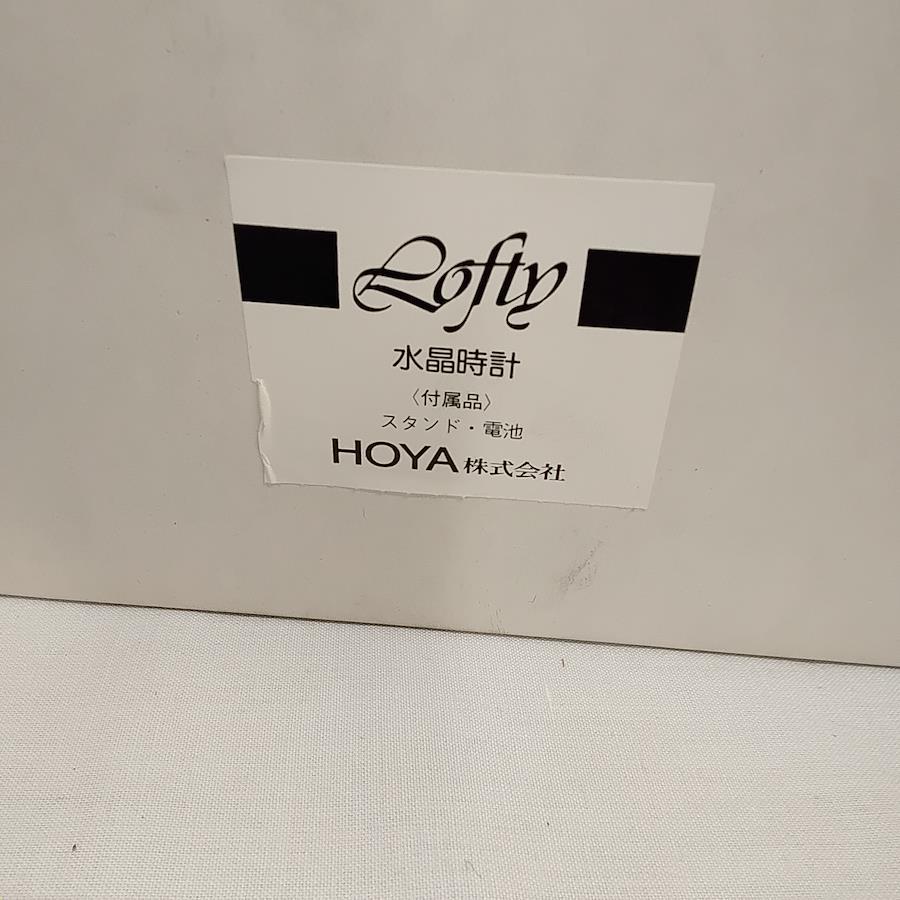 Lofty
水晶時計
〈付属品〉
スタンド・電池
HOYA株式会社